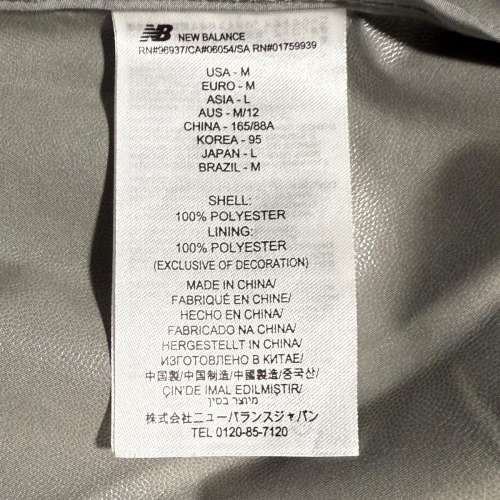 NB NEW BALANCE
RN#96937/CA#06054/SA RN#01759939
USA - M
EURO - M
ASIA - L
AUS - M/12
CHINA - 165/88A
KOREA - 95
JAPAN - L
BRAZIL - M
SHELL:
100% POLYESTER
LINING:
100% POLYESTER
(EXCLUSIVE OF DECORATION)
MADE IN CHINA/
FABRIQUÉ EN CHINE/
HECHO EN CHINA/
FABRICADO NA CHINA/
HERGESTELLT IN CHINA/
ИЗГОТОВЛЕНО В КИТАЕ/
中国製/中国制造/中國製造/중국산/
ÇIN'DE IMAL EDILMIŞTIR/
מיוצר בסין
株式会社ニューバランスジャパン
TEL 0120-85-7120